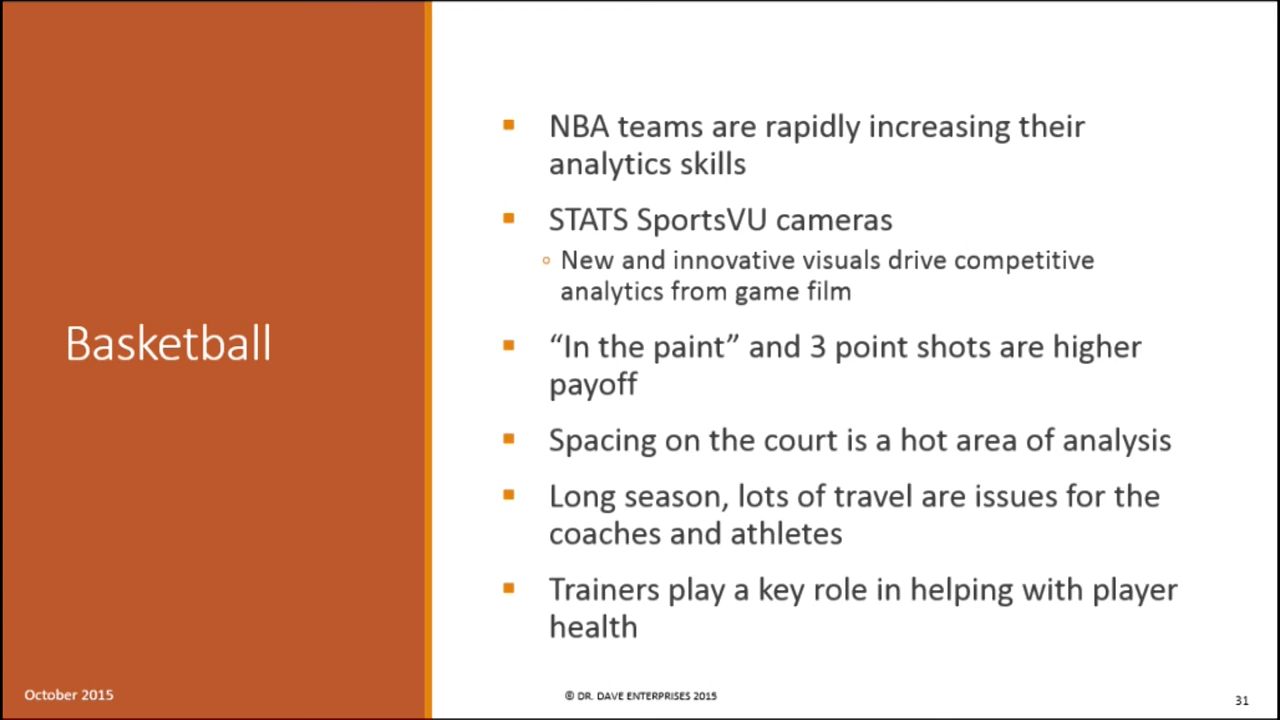 Basketball
NBA teams are rapidly increasing their
analytics skills
STATS SportsVU cameras
New and innovative visuals drive competitive
analytics from game film
“In the paint” and 3 point shots are higher
payoff
Spacing on the court is a hot area of analysis
Long season, lots of travel are issues for the
coaches and athletes
Trainers play a key role in helping with player
health
October 2015
© DR. DAVE ENTERPRISES 2015
31